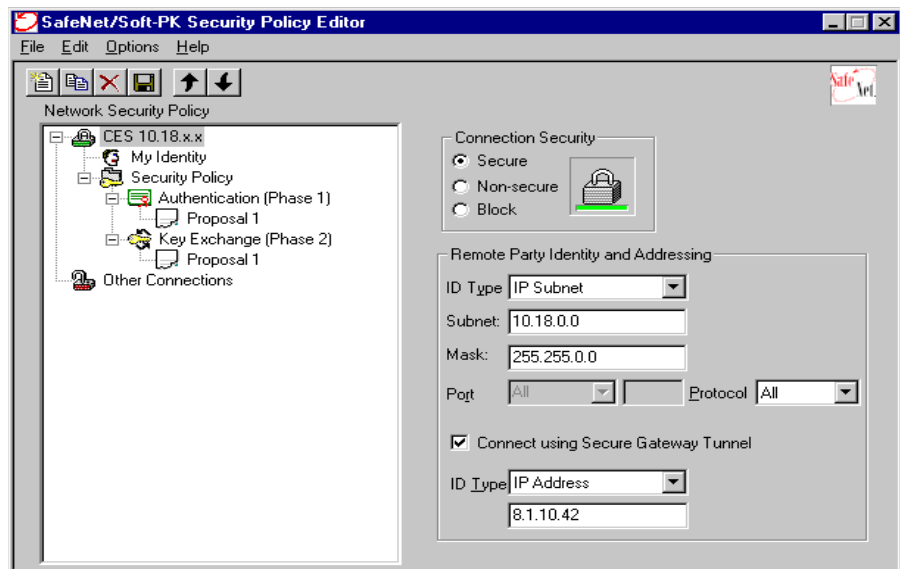 SafeNet/Soft-PK Security Policy Editor
File Edit Options Help
Safe Net
Network Security Policy
CES 10.18.x.x
My Identity
Security Policy
Authentication (Phase 1)
Proposal 1
Key Exchange (Phase 2)
Proposal 1
Other Connections
Connection Security
Secure
Non-secure
Block
Remote Party Identity and Addressing
ID Type IP Subnet
Subnet: 10.18.0.0
Mask: 255.255.0.0
Port All Protocol All
Connect using Secure Gateway Tunnel
ID Type IP Address
8.1.10.42